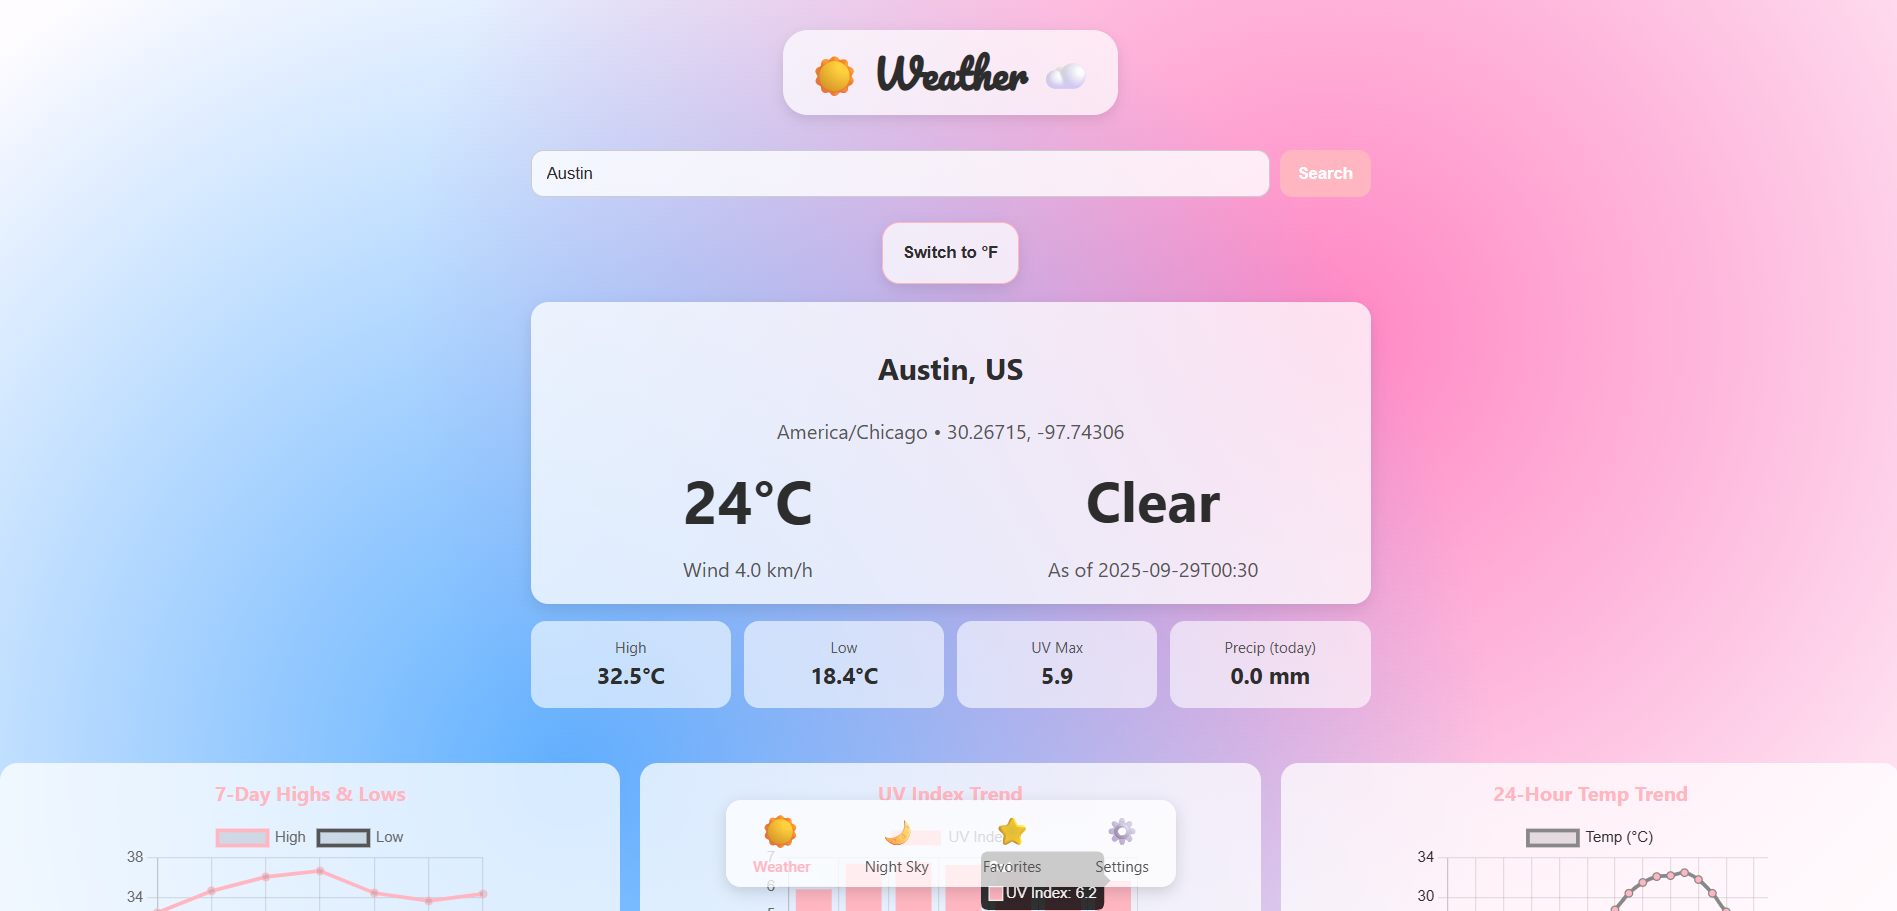 Weather
Austin
Search
Switch to °F
Austin, US
America/Chicago • 30.26715, -97.74306
24°C
Clear
Wind 4.0 km/h
As of 2025-09-29T00:30
High
32.5°C
Low
18.4°C
UV Max
5.9
Precip (today)
0.0 mm
7-Day Highs & Lows
High
Low
38
34
UV Index Trend
UV Inde
7
6
UV Index: 6.2
24-Hour Temp Trend
Temp (°C)
34
30
Weather
Night Sky
Favorites
Settings